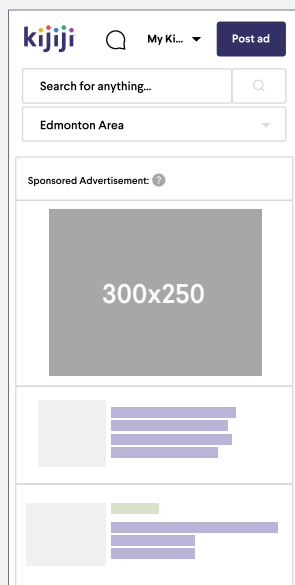 kijiji
My Ki...
Post ad
Search for anything...
Edmonton Area
Sponsored Advertisement: ?
300x250